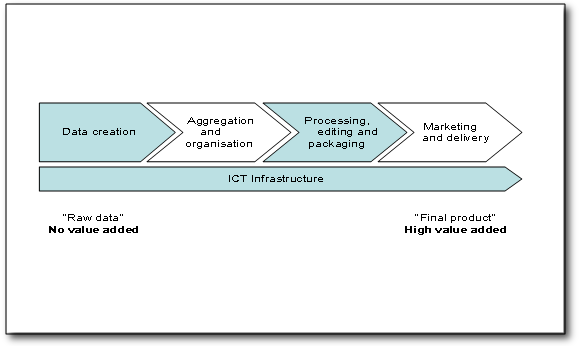 Data creation
Aggregation
and
organisation
Processing,
editing and
packaging
Marketing
and delivery
ICT Infrastructure
"Raw data"
No value added
"Final product"
High value added